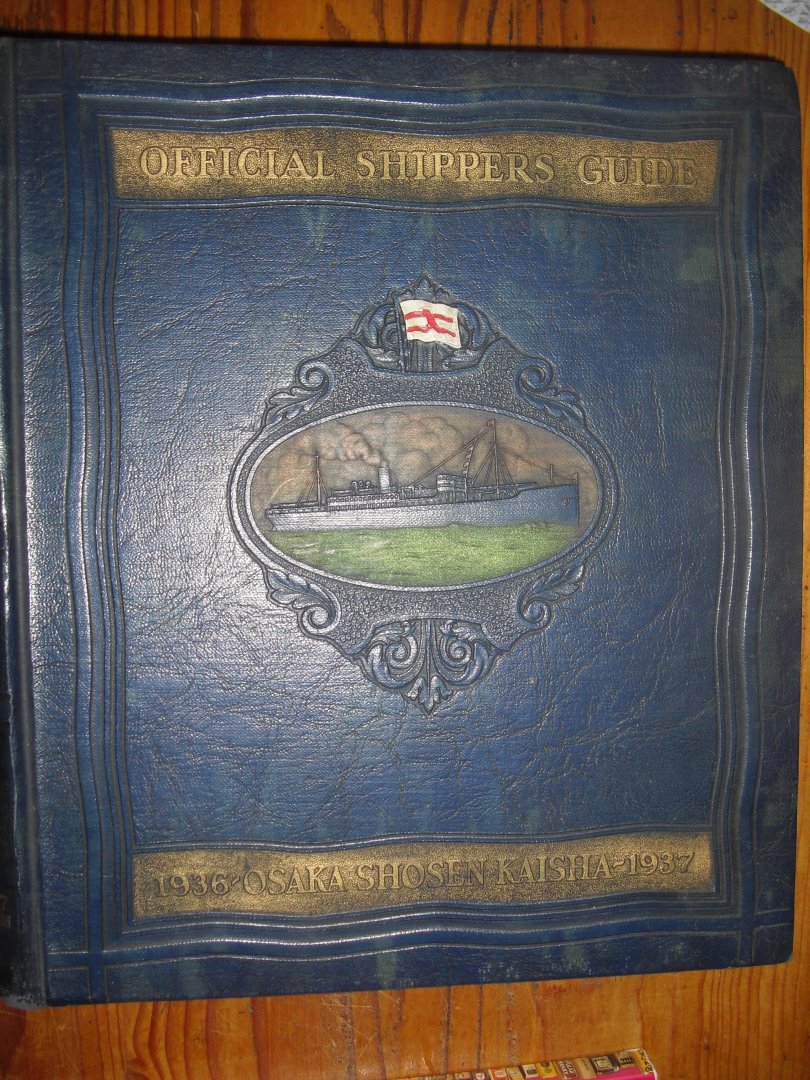 OFFICIAL SHIPPERS GUIDE
1936-OSAKA SHOSEN KAISHA-1937